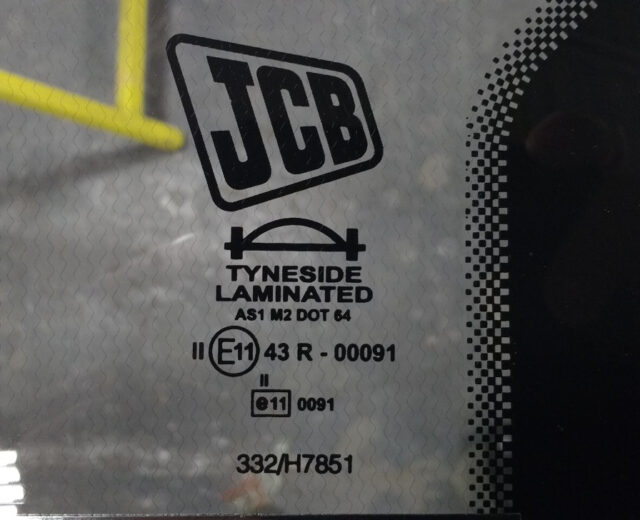 JCB
TYNESIDE
LAMINATED
AS1 M2 DOT 64
II E11 43 R - 00091
II
e11 0091
332/H7851